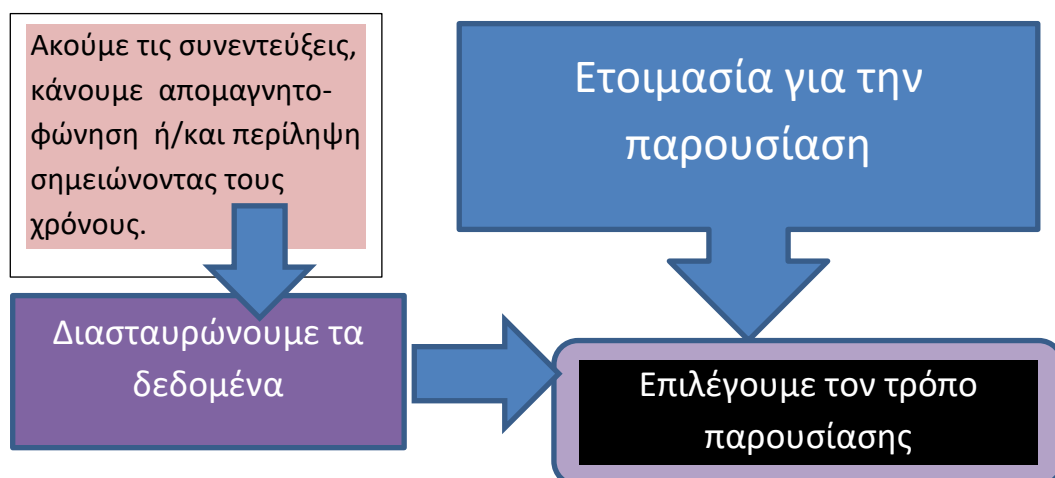 Ακούμε τις συνεντεύξεις,
κάνουμε απομαγνητο-
φώνηση ή/και περίληψη
σημειώνοντας τους
χρόνους.
Ετοιμασία για την
παρουσίαση
Διασταυρώνουμε τα
δεδομένα
Επιλέγουμε τον τρόπο
παρουσίασης